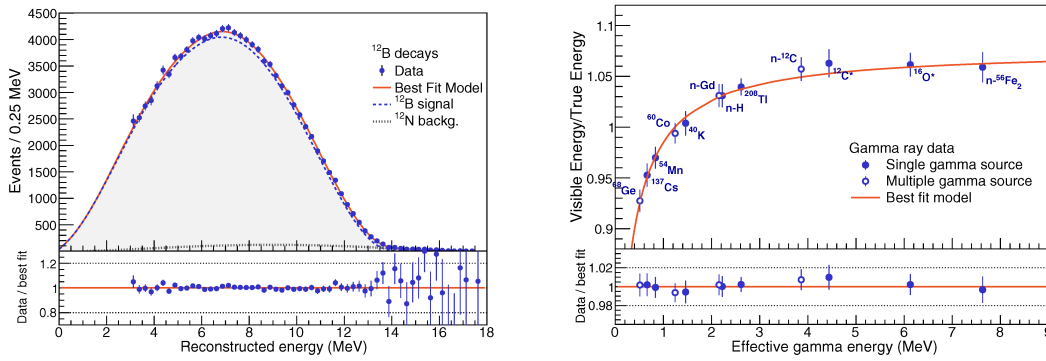 4500
4000
3500
3000
2500
2000
1500
1000
500
Events / 0.25 MeV
¹²B decays
Data
Best Fit Model
¹²B signal
¹²N backg.
1.2
1
0.8
Data / best fit
0 2 4 6 8 10 12 14 16 18
Reconstructed energy (MeV)
1.1
1.05
1
0.95
0.9
Visible Energy/True Energy
n-¹²C
¹²C*
¹⁶O*
n-⁵⁶Fe₂
n-Gd
²⁰⁸Tl
n-H
⁶⁰Co
⁴⁰K
⁵⁴Mn
¹³⁷Cs
⁶⁸Ge
Gamma ray data
Single gamma source
Multiple gamma source
Best fit model
1.02
1
0.98
Data / best fit
0 1 2 3 4 5 6 7 8 9
Effective gamma energy (MeV)